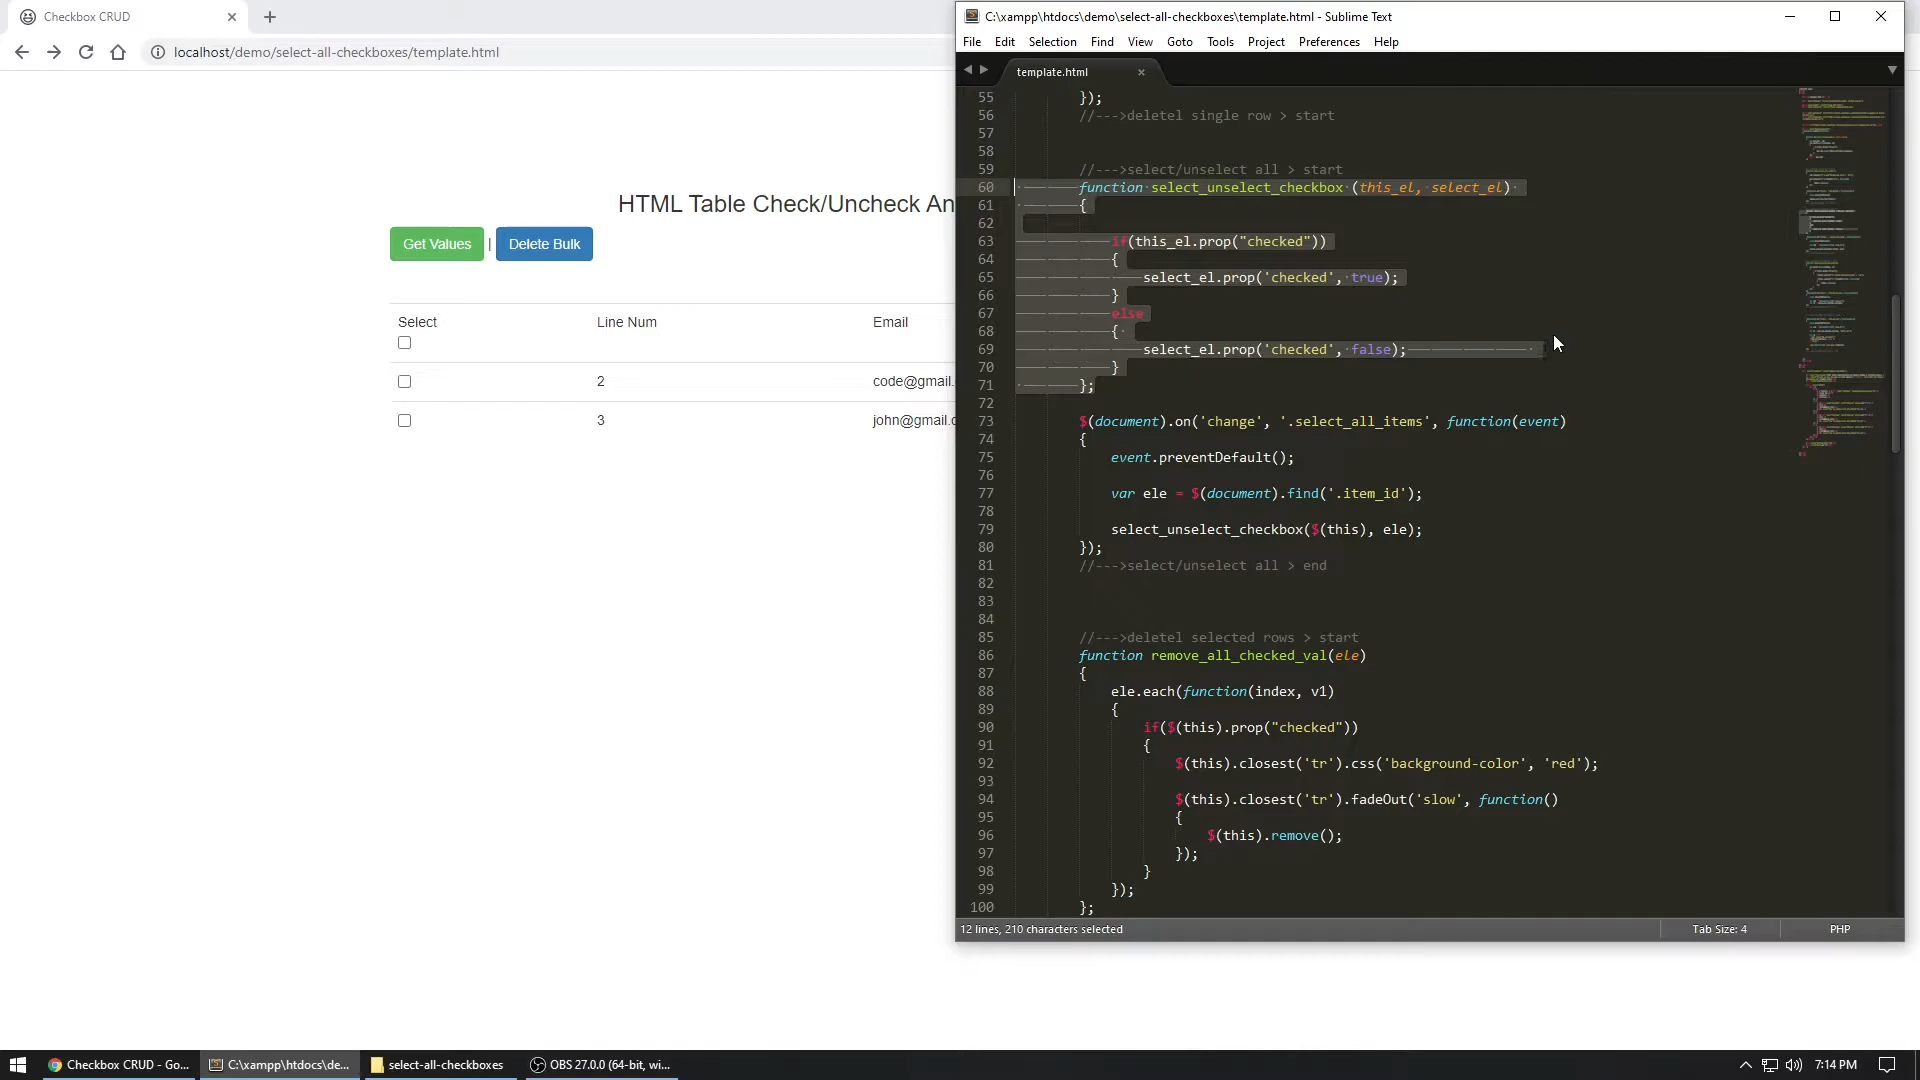 Checkbox CRUD
localhost/demo/select-all-checkboxes/template.html
HTML Table Check/Uncheck An
Get Values | Delete Bulk
Select Line Num Email
2 code@gmail.
3 john@gmail.c
C:\xampp\htdocs\demo\select-all-checkboxes\template.html - Sublime Text
File Edit Selection Find View Goto Tools Project Preferences Help
template.html
55 });
56 //--->deletel single row > start
57
58
59 //--->select/unselect all > start
60 function select_unselect_checkbox (this_el, select_el)
61 {
62
63 if(this_el.prop("checked"))
64 {
65 select_el.prop('checked', true);
66 }
67 else
68 {
69 select_el.prop('checked', false);
70 }
71 };
72
73 $(document).on('change', '.select_all_items', function(event)
74 {
75 event.preventDefault();
76
77 var ele = $(document).find('.item_id');
78
79 select_unselect_checkbox($(this), ele);
80 });
81 //--->select/unselect all > end
82
83
84
85 //--->deletel selected rows > start
86 function remove_all_checked_val(ele)
87 {
88 ele.each(function(index, v1)
89 {
90 if($(this).prop("checked"))
91 {
92 $(this).closest('tr').css('background-color', 'red');
93
94 $(this).closest('tr').fadeOut('slow', function()
95 {
96 $(this).remove();
97 });
98 }
99 });
100 };
12 lines, 210 characters selected Tab Size: 4 PHP
Checkbox CRUD - Go... C:\xampp\htdocs\de... select-all-checkboxes OBS 27.0.0 (64-bit, wi... 7:14 PM